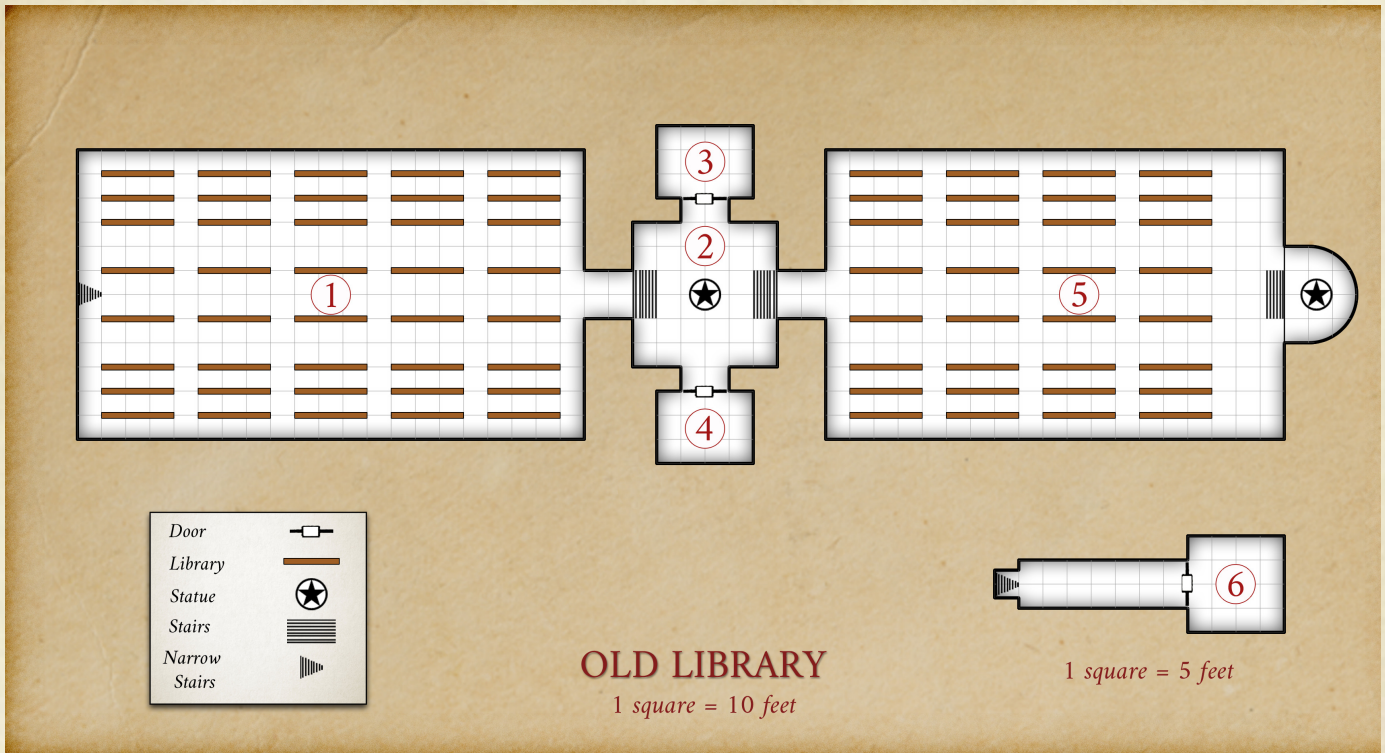 3
2
1
5
4
Door
Library
Statue
Stairs
Narrow
Stairs
6
OLD LIBRARY
1 square = 10 feet
1 square = 5 feet